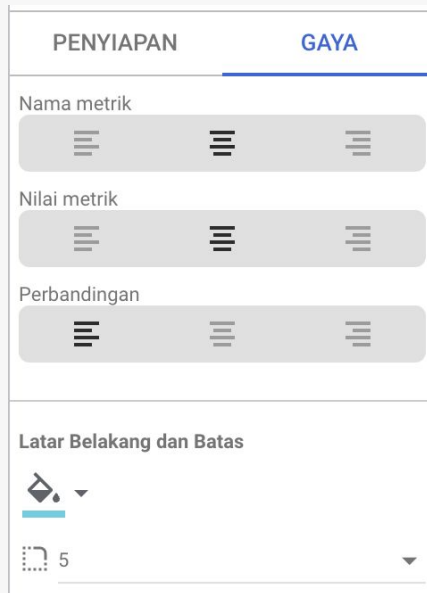 PENYIAPAN GAYA
Nama metrik
Nilai metrik
Perbandingan
Latar Belakang dan Batas
5